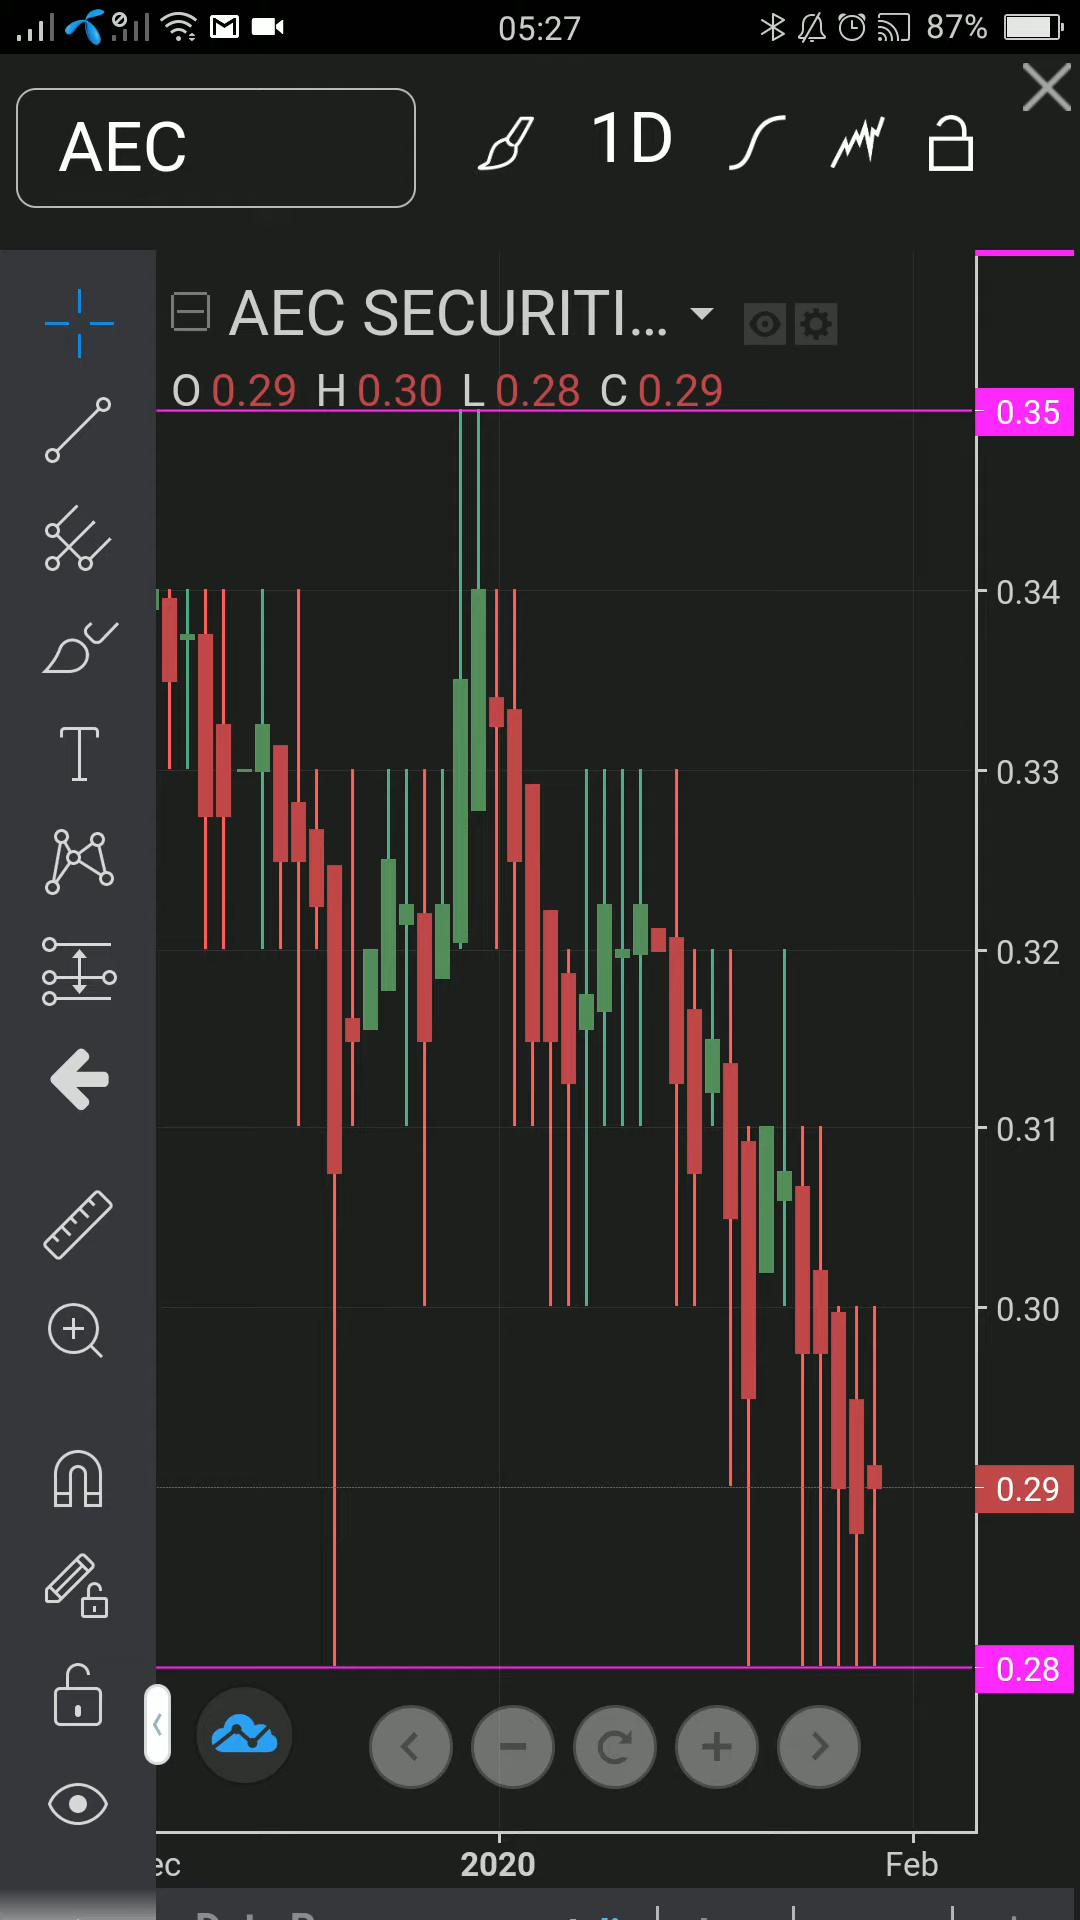 05:27 87%
AEC 1D
AEC SECURITI...
O 0.29 H 0.30 L 0.28 C 0.29
0.35
0.34
0.33
0.32
0.31
0.30
0.29
0.28
ec 2020 Feb